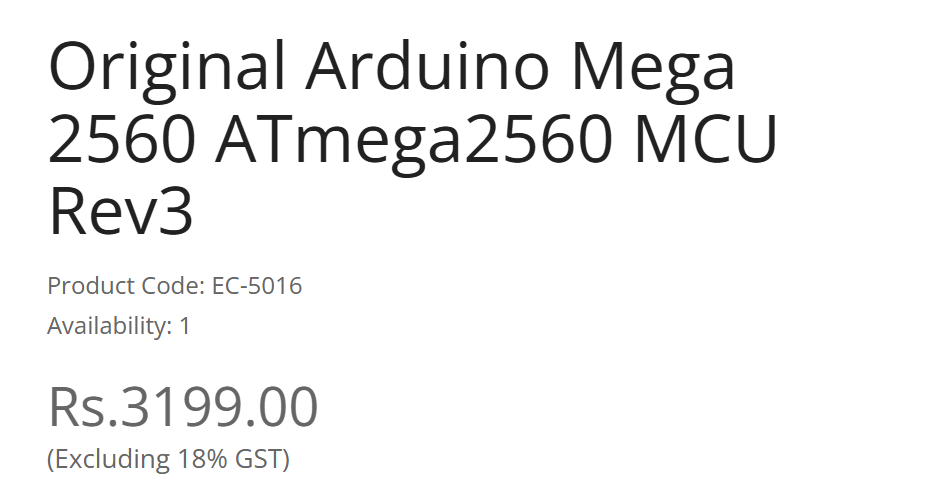 Original Arduino Mega
2560 ATmega2560 MCU
Rev3
Product Code: EC-5016
Availability: 1
Rs.3199.00
(Excluding 18% GST)